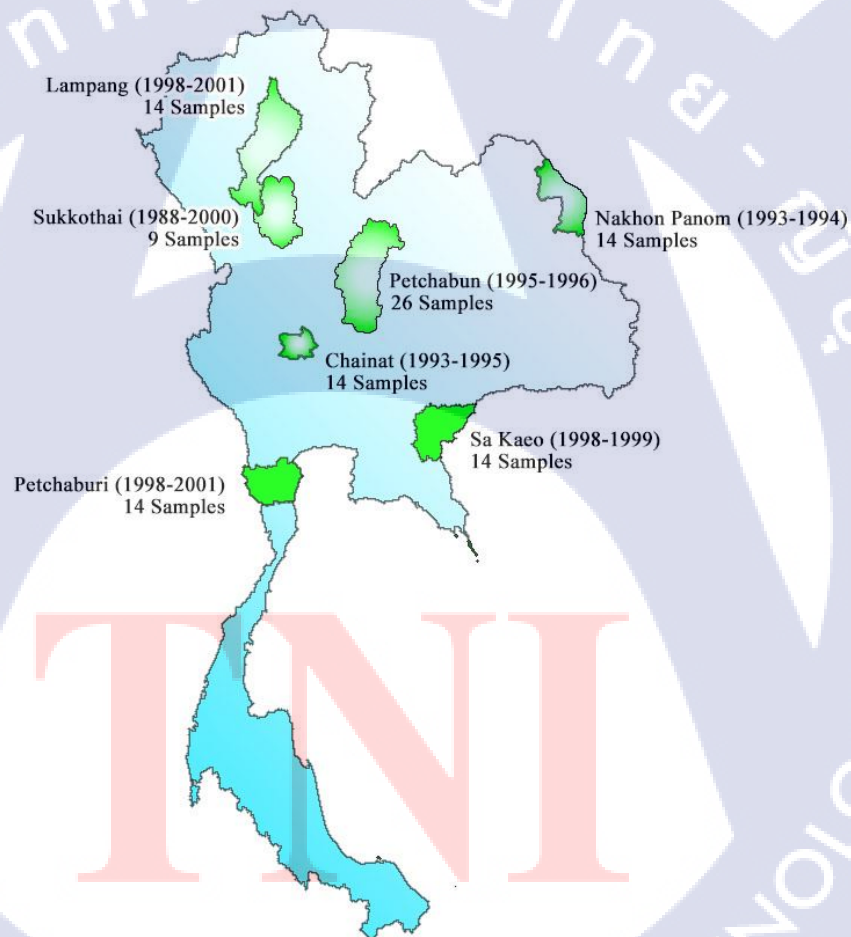 Lampang (1998-2001)
14 Samples
Sukkothai (1988-2000)
9 Samples
Nakhon Panom (1993-1994)
14 Samples
Petchabun (1995-1996)
26 Samples
Chainat (1993-1995)
14 Samples
Sa Kaeo (1998-1999)
14 Samples
Petchaburi (1998-2001)
14 Samples
TNI
NOLO